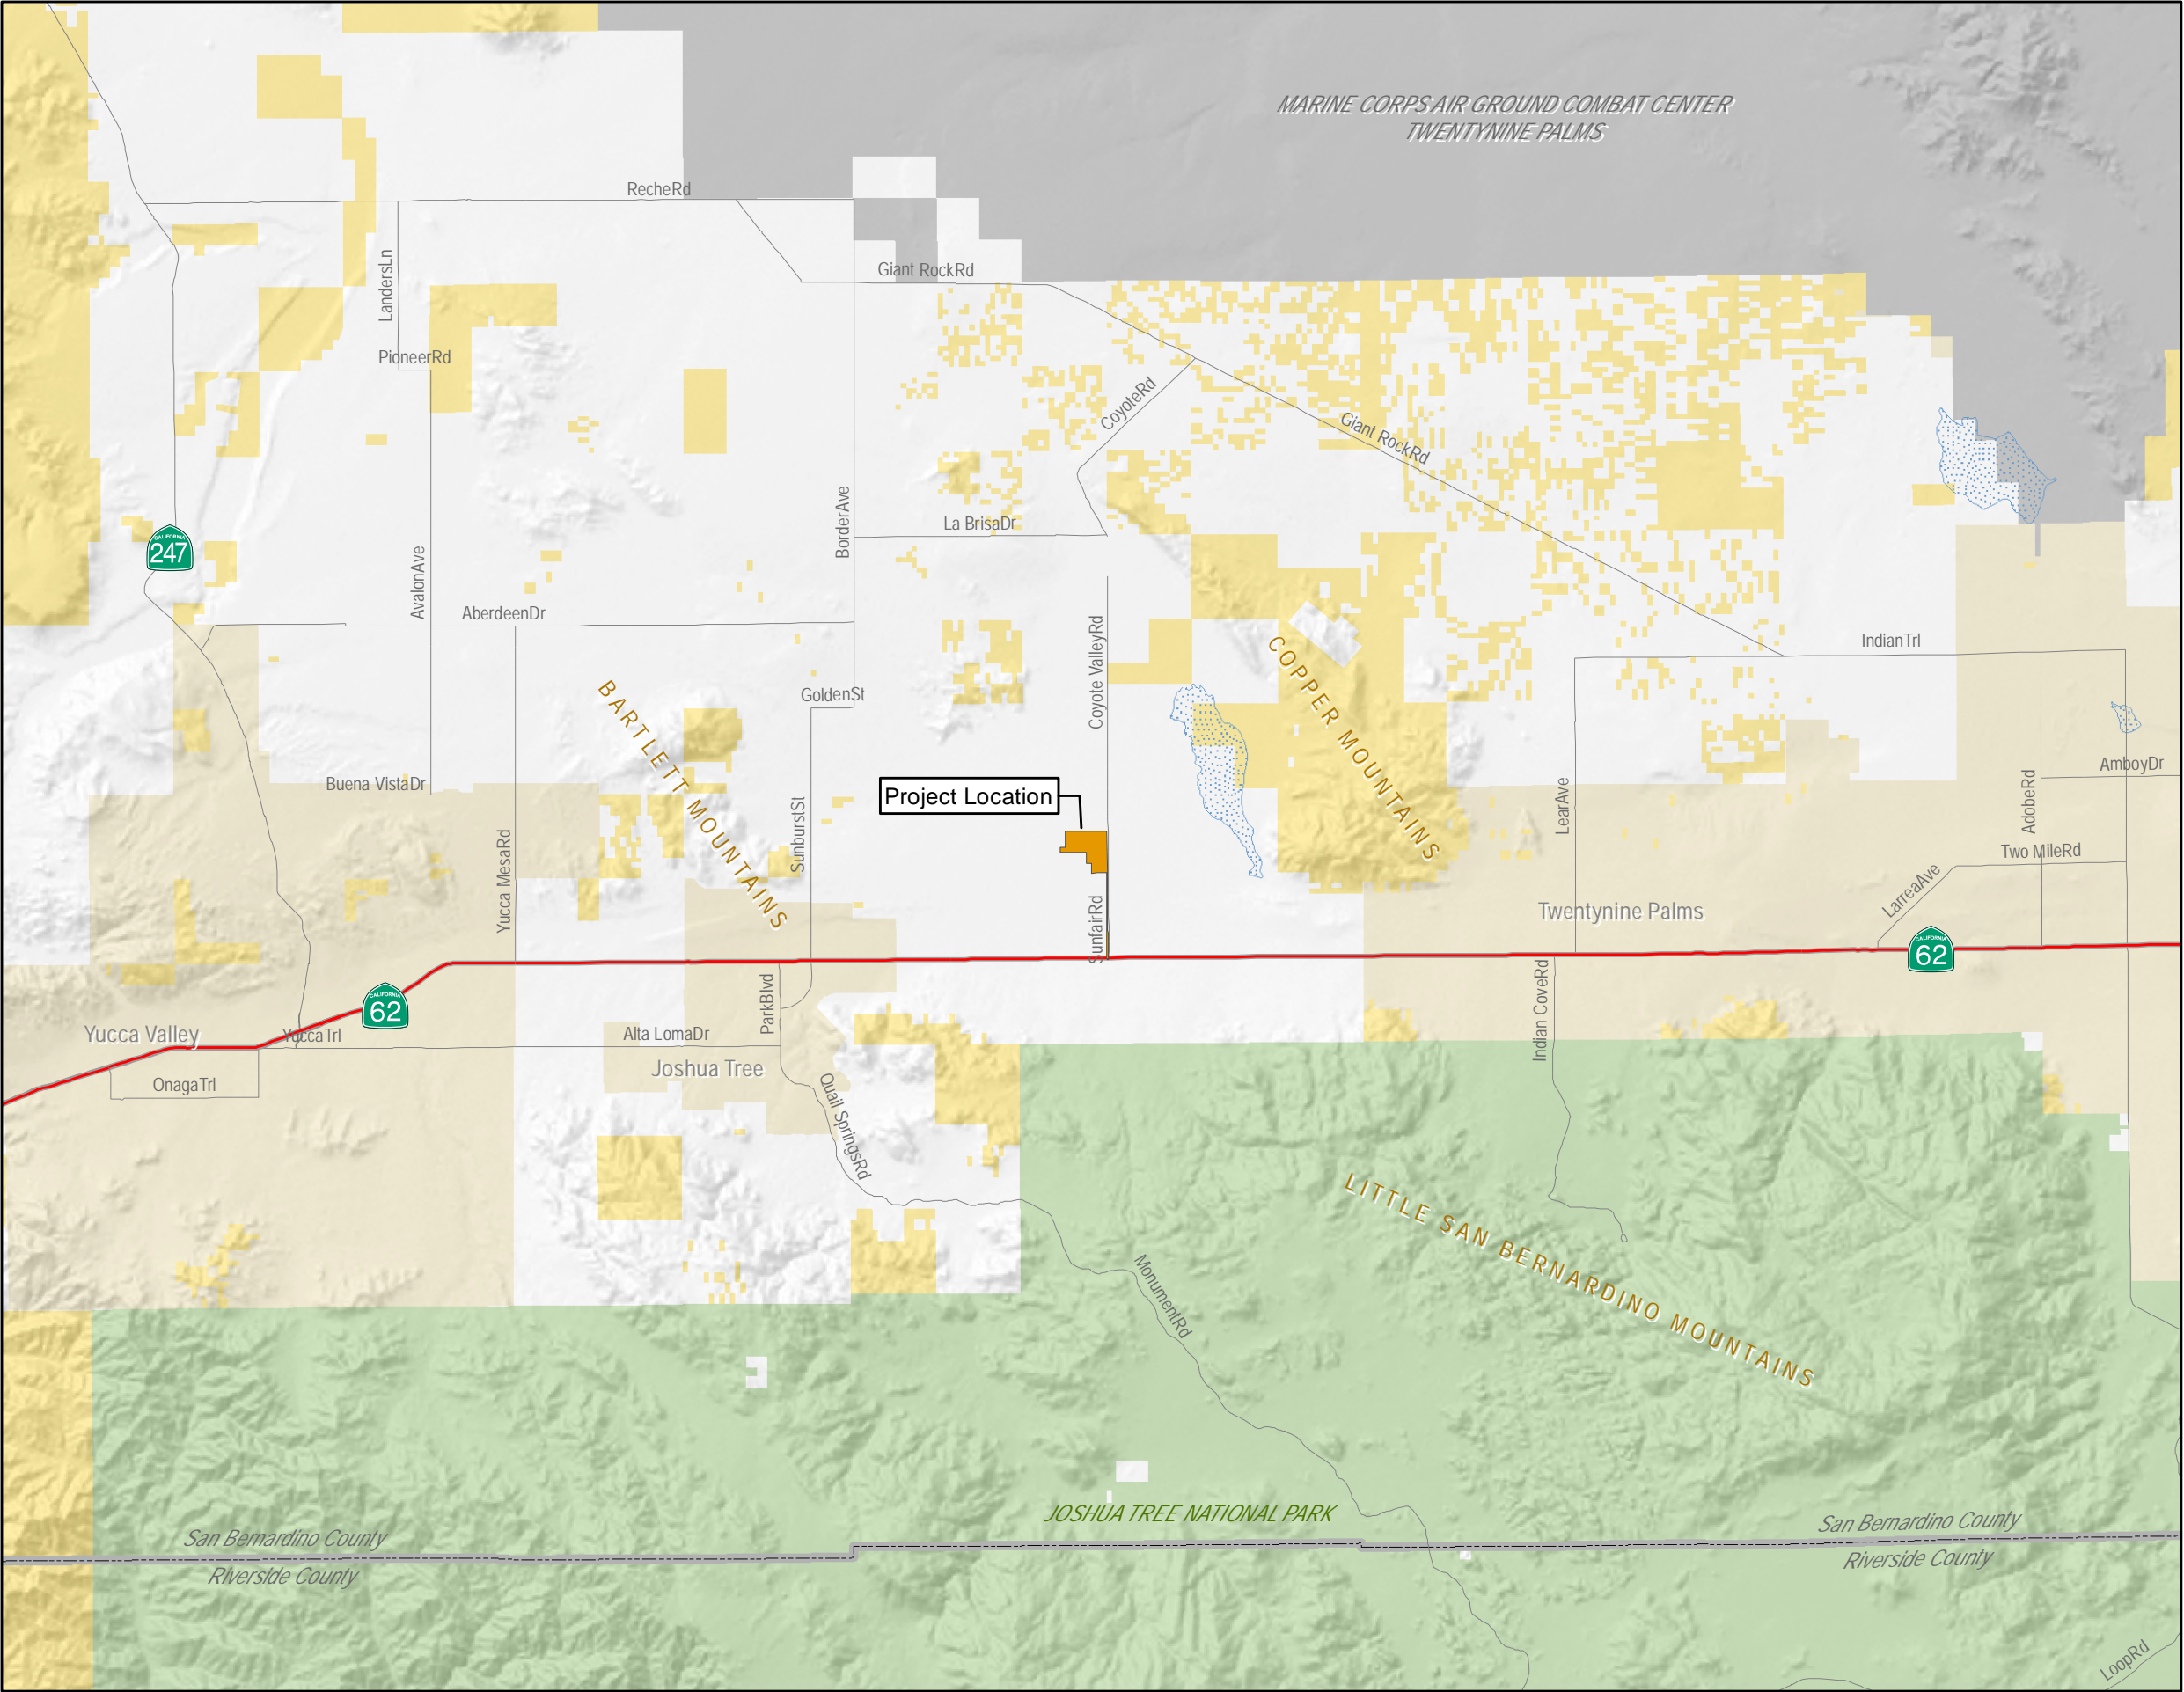 MARINE CORPS AIR GROUND COMBAT CENTER
TWENTYNINE PALMS
RecheRd
LandersLn
Giant RockRd
PioneerRd
CoyoteRd
Giant RockRd
BorderAve
La BrisaDr
CALIFORNIA
247
AvalonAve
AberdeenDr
Coyote ValleyRd
COPPER MOUNTAINS
IndianTrl
BARTLETT MOUNTAINS
GoldenSt
Buena VistaDr
Project Location
SunburstSt
LearAve
AdobeRd
AmboyDr
Yucca MesaRd
Two MileRd
LarreaAve
SunfairRd
Twentynine Palms
CALIFORNIA
62
CALIFORNIA
62
ParkBlvd
Indian CoveRd
Yucca Valley
YuccaTrl
Alta LomaDr
Joshua Tree
OnagaTrl
Quail SpringsRd
LITTLE SAN BERNARDINO MOUNTAINS
MonumentRd
JOSHUA TREE NATIONAL PARK
San Bernardino County
Riverside County
San Bernardino County
Riverside County
LoopRd